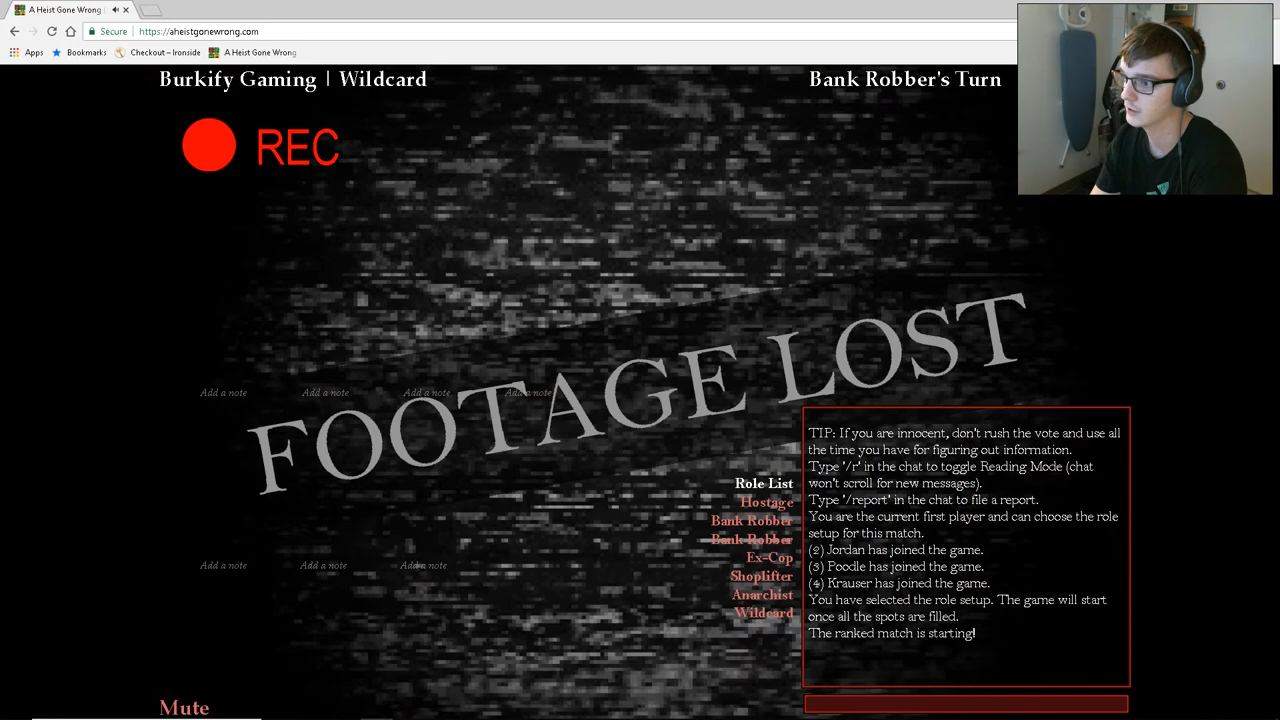 A Heist Gone Wrong
Secure
https://aheistgonewrong.com
Apps
Bookmarks
Checkout – Ironside
A Heist Gone Wrong
Burkify Gaming | Wildcard
Bank Robber's Turn
REC
FOOTAGE LOST
Add a note
Add a note
Add a note
Add a note
Add a note
Add a note
Add a note
Role List
Hostage
Bank Robber
Bank Robber
Ex-Cop
Shoplifter
Anarchist
Wildcard
TIP: If you are innocent, don't rush the vote and use all
the time you have for figuring out information.
Type '/r' in the chat to toggle Reading Mode (chat
won't scroll for new messages).
Type '/report' in the chat to file a report.
You are the current first player and can choose the role
setup for this match.
(2) Jordan has joined the game.
(3) Poodle has joined the game.
(4) Krauser has joined the game.
You have selected the role setup. The game will start
once all the spots are filled.
The ranked match is starting!
Mute